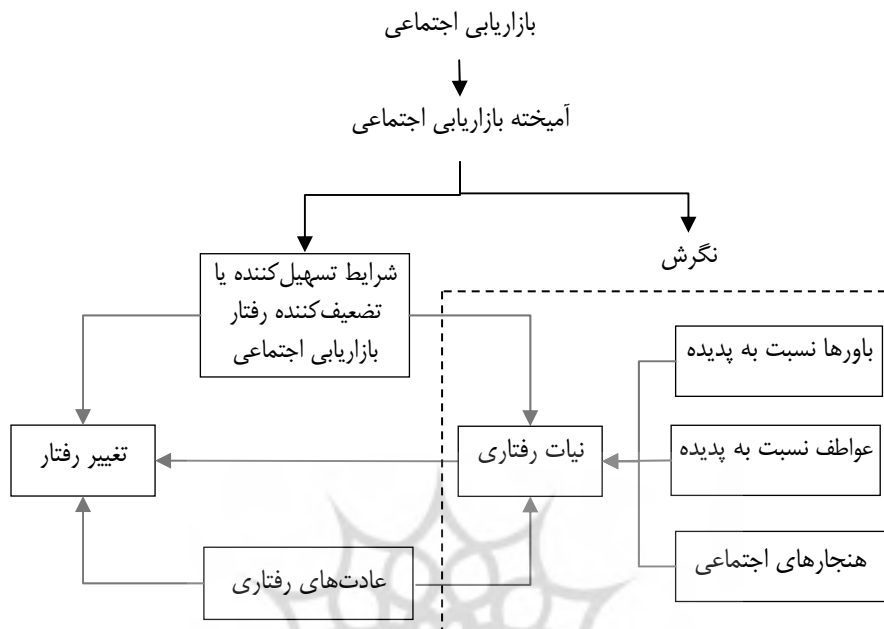 بازاریابی اجتماعی
آمیخته بازاریابی اجتماعی
نگرش
شرایط تسهیل‌کننده یا
تضعیف‌کننده رفتار
بازاریابی اجتماعی
باورها نسبت به پدیده
عواطف نسبت به پدیده
نیات رفتاری
تغییر رفتار
هنجارهای اجتماعی
عادت‌های رفتاری